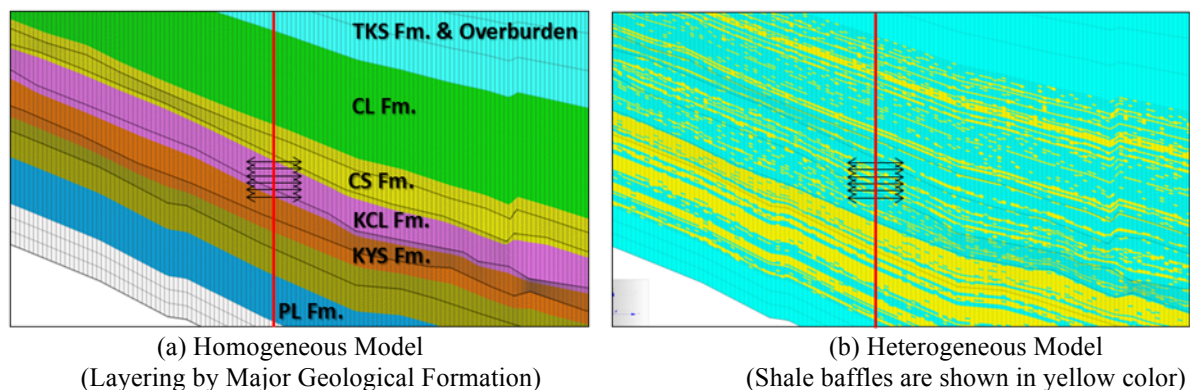 TKS Fm. & Overburden
CL Fm.
CS Fm.
KCL Fm.
KYS Fm.
PL Fm.
(a) Homogeneous Model
(Layering by Major Geological Formation)
(b) Heterogeneous Model
(Shale baffles are shown in yellow color)